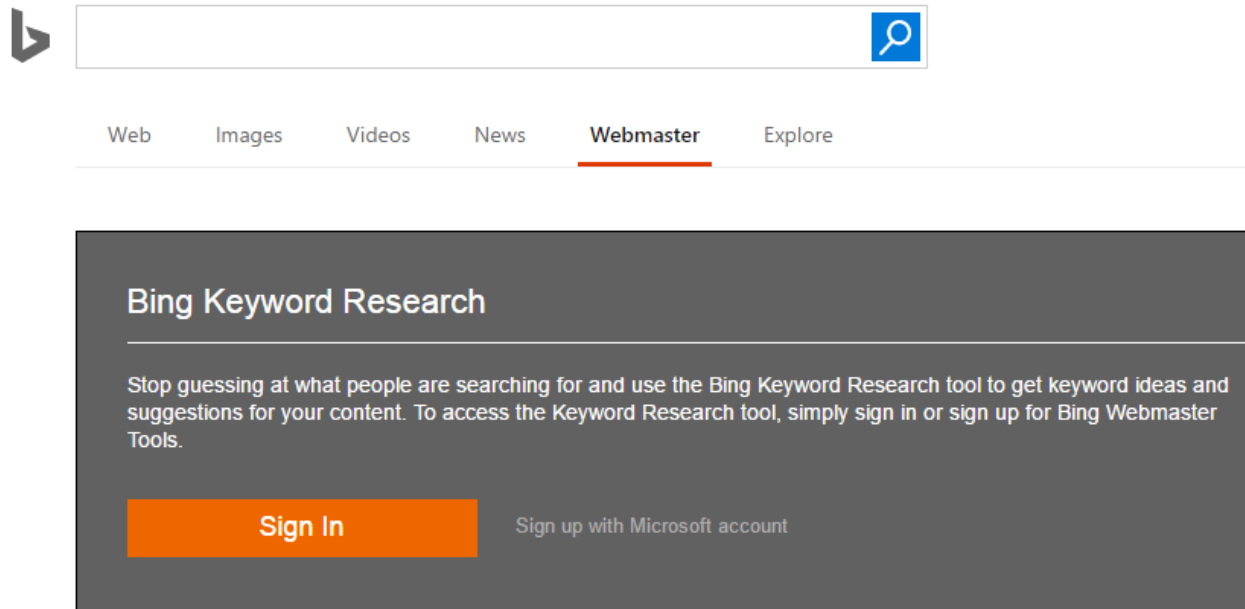 Web Images Videos News Webmaster Explore
Bing Keyword Research
Stop guessing at what people are searching for and use the Bing Keyword Research tool to get keyword ideas and
suggestions for your content. To access the Keyword Research tool, simply sign in or sign up for Bing Webmaster
Tools.
Sign In Sign up with Microsoft account